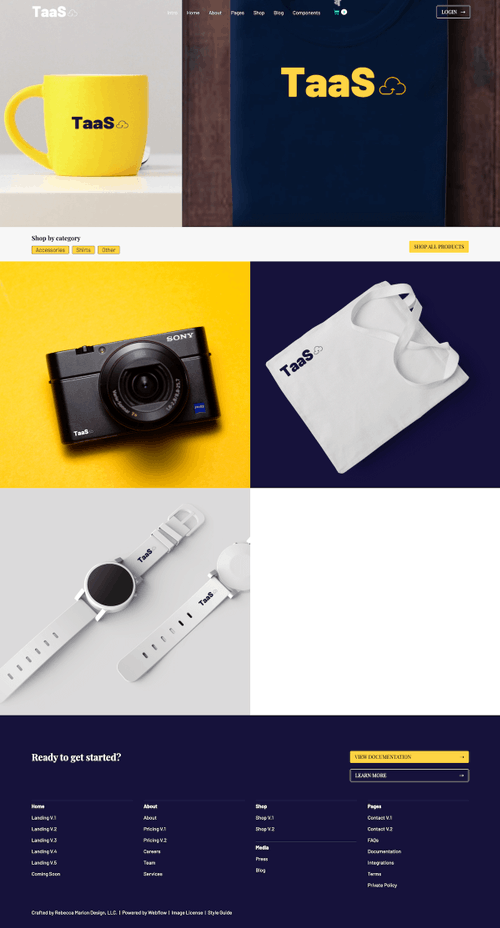 TaaS
Home
About
Pages
Shop
Blog
Components
0
LOGIN →
TaaS
TaaS
Shop by category
Accessories
Shirts
Other
SHOP ALL PRODUCTS
SONY
TaaS
TaaS
TaaS
TaaS
Ready to get started?
VIEW DOCUMENTATION →
LEARN MORE →
Home
Landing V.1
Landing V.2
Landing V.3
Landing V.4
Landing V.5
Coming Soon
About
About
Pricing V.1
Pricing V.2
Careers
Team
Services
Shop
Shop V.1
Shop V.2
Media
Press
Blog
Pages
Contact V.1
Contact V.2
FAQs
Documentation
Integrations
Terms
Private Policy
Crafted by Rebecca Marlon Design, LLC. | Powered by Webflow | Image License | Style Guide